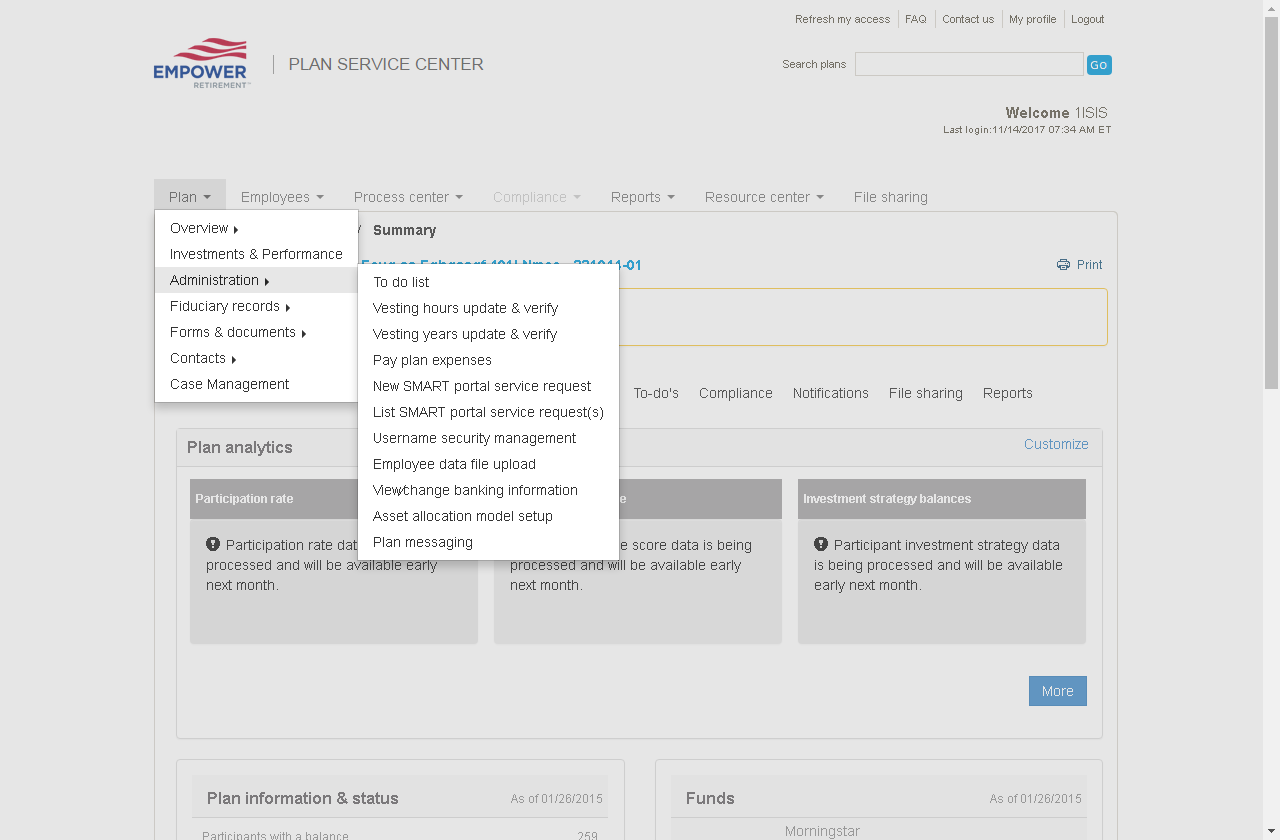 Refresh my access FAQ Contact us My profile Logout
EMPOWER
RETIREMENT
PLAN SERVICE CENTER
Search plans Go
Welcome 1ISIS
Last login:11/14/2017 07:34 AM ET
Plan Employees Process center Compliance Reports Resource center File sharing
Overview
Investments & Performance
Administration
Fiduciary records
Forms & documents
Contacts
Case Management
/ Summary
-01
Print
To do list
Vesting hours update & verify
Vesting years update & verify
Pay plan expenses
New SMART portal service request
List SMART portal service request(s)
Username security management
Employee data file upload
View/change banking information
Asset allocation model setup
Plan messaging
To-do's Compliance Notifications File sharing Reports
Plan analytics
Customize
Participation rate
Participation rate
processed and will be available early
next month.
score data is being
processed and will be available early
next month.
Investment strategy balances
Participant investment strategy data
is being processed and will be available
early next month.
More
Plan information & status As of 01/26/2015
Participants with a balance 259
Funds As of 01/26/2015
Morningstar